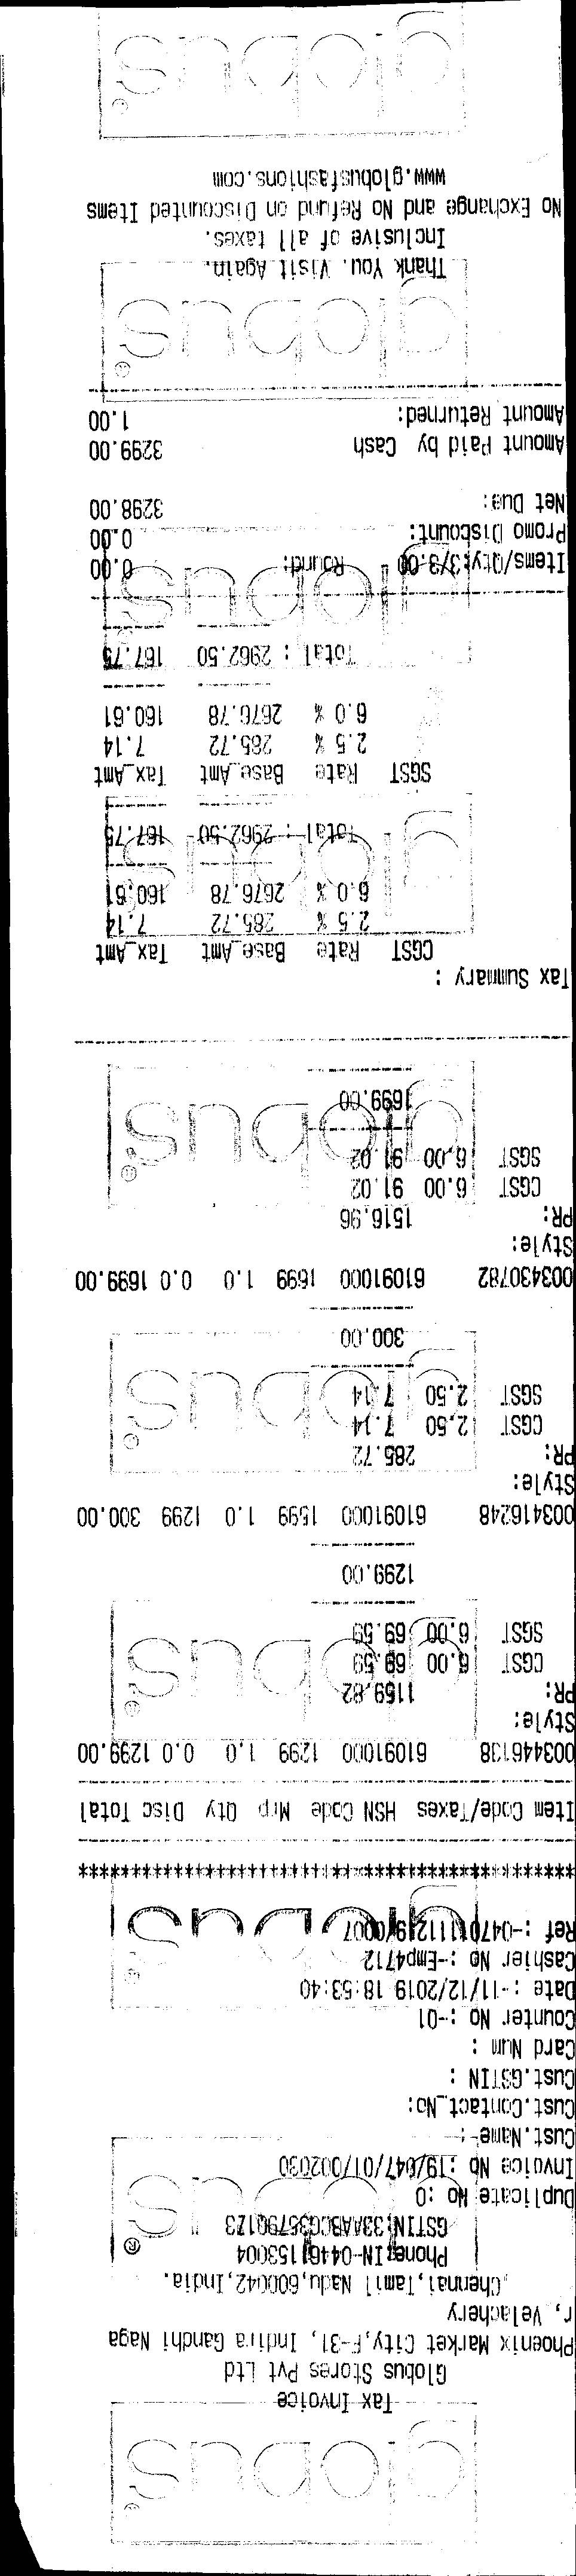 globus
Tax Invoice
Globus Stores Pvt Ltd
Phoenix Market City,F-31, Indira Gandhi Naga
r, Velachery
,Chennai,Tamil Nadu,600042,India.
Phone:IN-04461153004
Duplicate No :0
Invoice No :19/047/01/002030
Cust.Name :
Cust.Contact_No:
Cust.GSTIN :
Card Num :
Counter No :-01
Date :-11/12/2019 18:53:40
Cashier No :-Emp4712
globus
********************************************
Item Code/Taxes HSN Code Mrp Qty Disc Total
003446138 61091000 1299 1.0 0.0 1299.00
Style:
PR: 1159.82
CGST 6.00 69.59
SGST 6.00 69.59
globus
1299.00
003416248 61091000 1599 1.0 1299 300.00
Style:
PR: 285.72
CGST 2.50 7.14
SGST 2.50 7.14
globus
300.00
003430782 61091000 1699 1.0 0.0 1699.00
Style:
PR: 1516.96
CGST 6.00 91.02
SGST 6.00 91.02
globus
1699.00
Tax Summary :
CGST Rate Base_Amt Tax_Amt
2.5 % 285.72 7.14
6.0 % 2676.78 160.61
Total : 2962.50 167.75
globus
SGST Rate Base_Amt Tax_Amt
2.5 % 285.72 7.14
6.0 % 2676.78 160.61
Total : 2962.50 167.75
globus
Items/Qty:3/3.00 Round: 0.00
Promo Discount: 0.00
Net Due: 3298.00
Amount Paid by Cash 3299.00
Amount Returned: 1.00
globus
Thank You. Visit Again.
Inclusive of all taxes.
No Exchange and No Refund on Discounted Items
www.globusfashions.com
globus